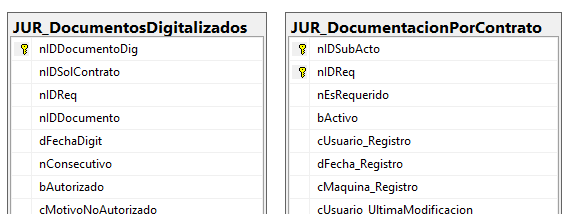 JUR_DocumentosDigitalizados
nIDDocumentoDig
nIDSolContrato
nIDReq
nIDDocumento
dFechaDigit
nConsecutivo
bAutorizado
cMotivoNoAutorizado
JUR_DocumentacionPorContrato
nIDSubActo
nIDReq
nEsRequerido
bActivo
cUsuario_Registro
dFecha_Registro
cMaquina_Registro
cUsuario_UltimaModificacion